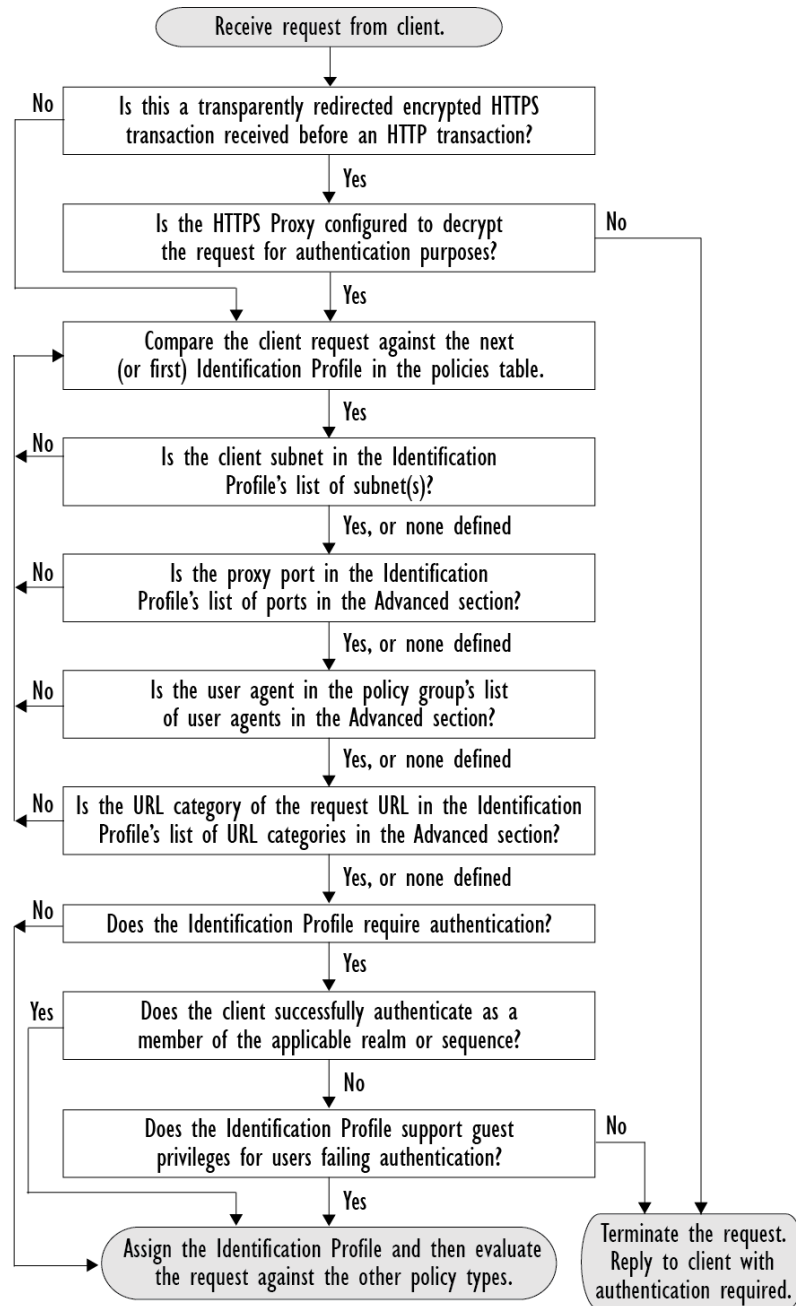 Receive request from client.
No
Is this a transparently redirected encrypted HTTPS
transaction received before an HTTP transaction?
Yes
Is the HTTPS Proxy configured to decrypt
the request for authentication purposes?
No
Yes
Compare the client request against the next
(or first) Identification Profile in the policies table.
Yes
No
Is the client subnet in the Identification
Profile's list of subnet(s)?
Yes, or none defined
No
Is the proxy port in the Identification
Profile's list of ports in the Advanced section?
Yes, or none defined
No
Is the user agent in the policy group's list
of user agents in the Advanced section?
Yes, or none defined
No
Is the URL category of the request URL in the Identification
Profile's list of URL categories in the Advanced section?
Yes, or none defined
No
Does the Identification Profile require authentication?
Yes
Yes
Does the client successfully authenticate as a
member of the applicable realm or sequence?
No
Does the Identification Profile support guest
privileges for users failing authentication?
No
Yes
Assign the Identification Profile and then evaluate
the request against the other policy types.
Terminate the request.
Reply to client with
authentication required.